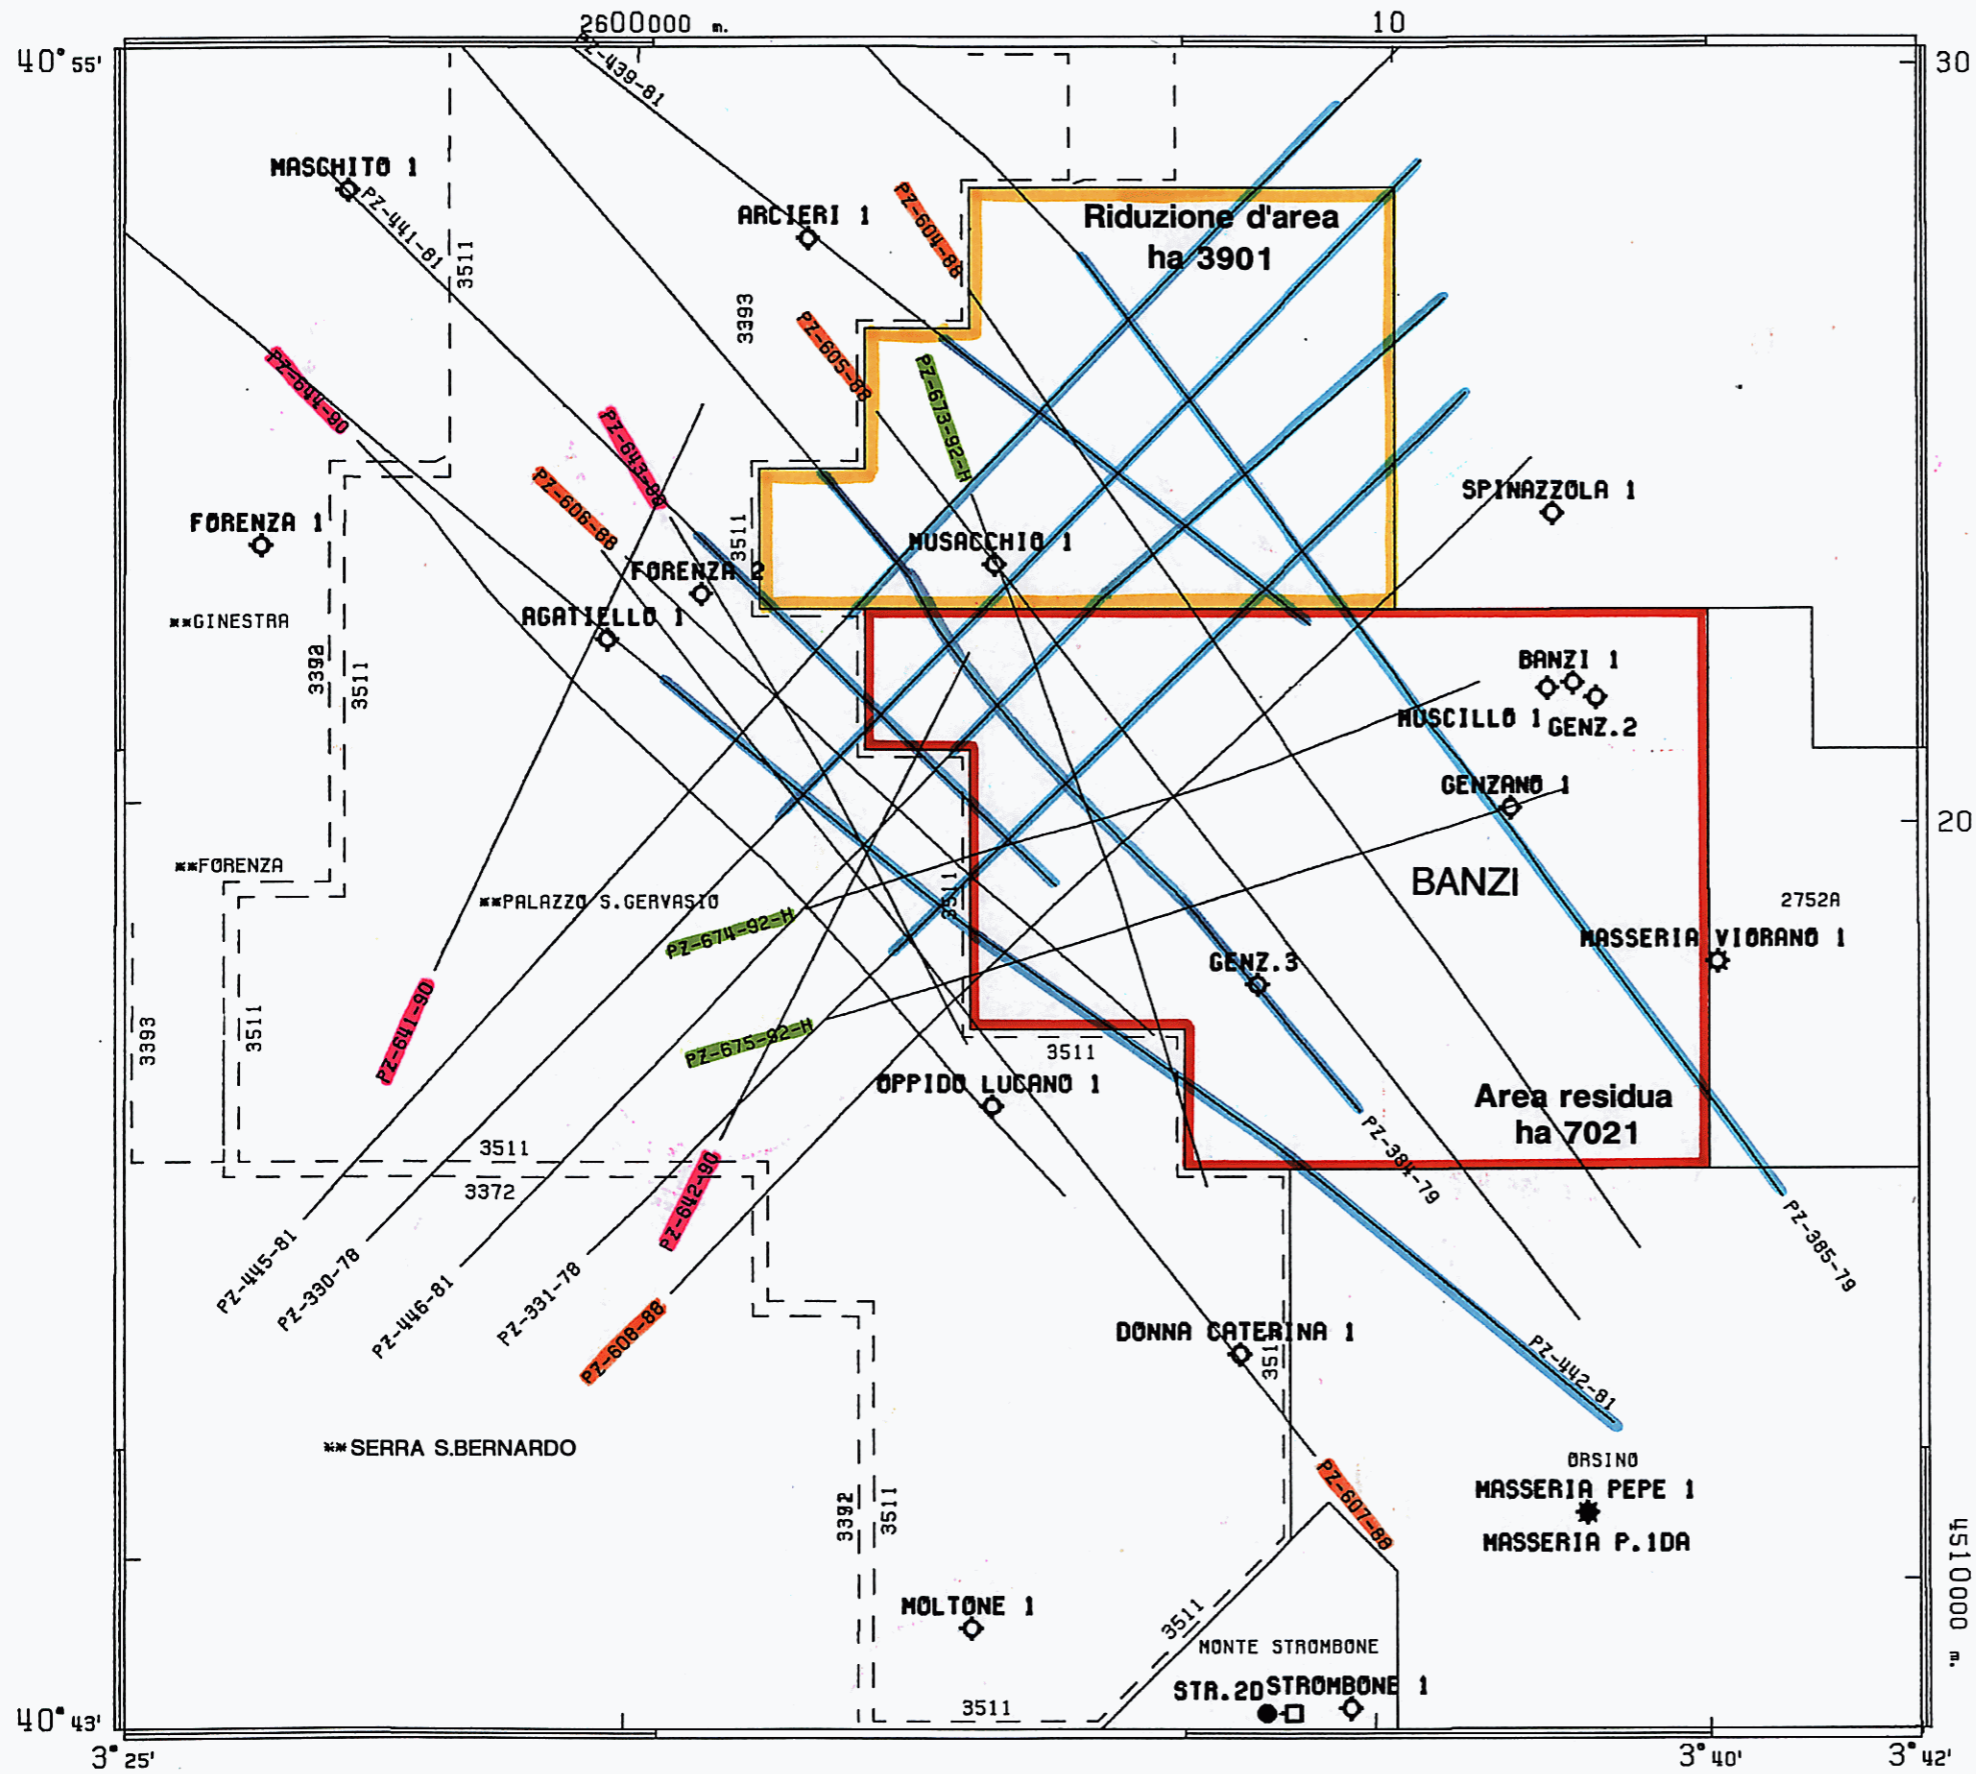 2600000 m.
10
40° 55'
30
PZ-439-81
MASCHITO 1
PZ-441-81
3511
ARCIERI 1
PZ-604-88
Riduzione d'area
ha 3901
3393
PZ-605-88
PZ-673-92-H
PZ-644-90
PZ-643-90
PZ-606-88
SPINAZZOLA 1
FORENZA 1
3511
MUSACCHIO 1
FORENZA 2
AGATIELLO 1
**GINESTRA
3392
3511
BANZI 1
MUSCILLO 1
GENZ.2
GENZANO 1
20
**FORENZA
BANZI
**PALAZZO S.GERVASIO
3511
2752A
PZ-674-92-H
MASSERIA VIORANO 1
GENZ.3
3393
3511
PZ-641-90
PZ-675-92-H
3511
OPPIDO LUCANO 1
Area residua
ha 7021
3511
3372
PZ-384-79
PZ-642-90
PZ-385-79
PZ-445-81
PZ-330-78
PZ-446-81
PZ-331-78
PZ-608-88
DONNA CATERINA 1
3511
PZ-442-81
**SERRA S.BERNARDO
ORSINO
MASSERIA PEPE 1
PZ-607-88
3392
3511
MASSERIA P.1DA
4510000 m.
MOLTONE 1
3511
MONTE STROMBONE
STR.2D
STROMBONE 1
3511
40° 43'
3° 25'
3° 40'
3° 42'